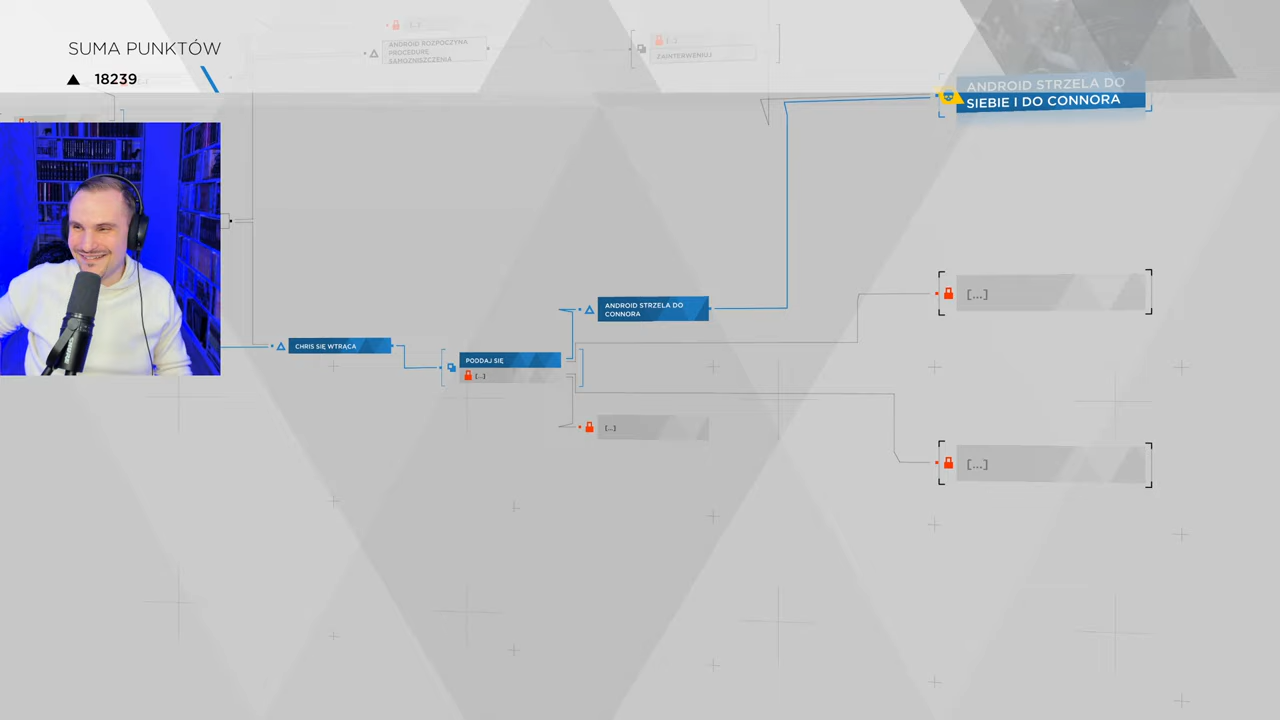 SUMA PUNKTÓW
18239
[...]
ANDROID ROZPOCZYNA
PROCEDURĘ
SAMOZNISZCZENIA
[...]
ZAINTERWENIUJ
ANDROID STRZELA DO
SIEBIE I DO CONNORA
ANDROID STRZELA DO
CONNORA
[...]
CHRIS SIĘ WTRĄCA
PODDAJ SIĘ
[...]
[...]
[...]